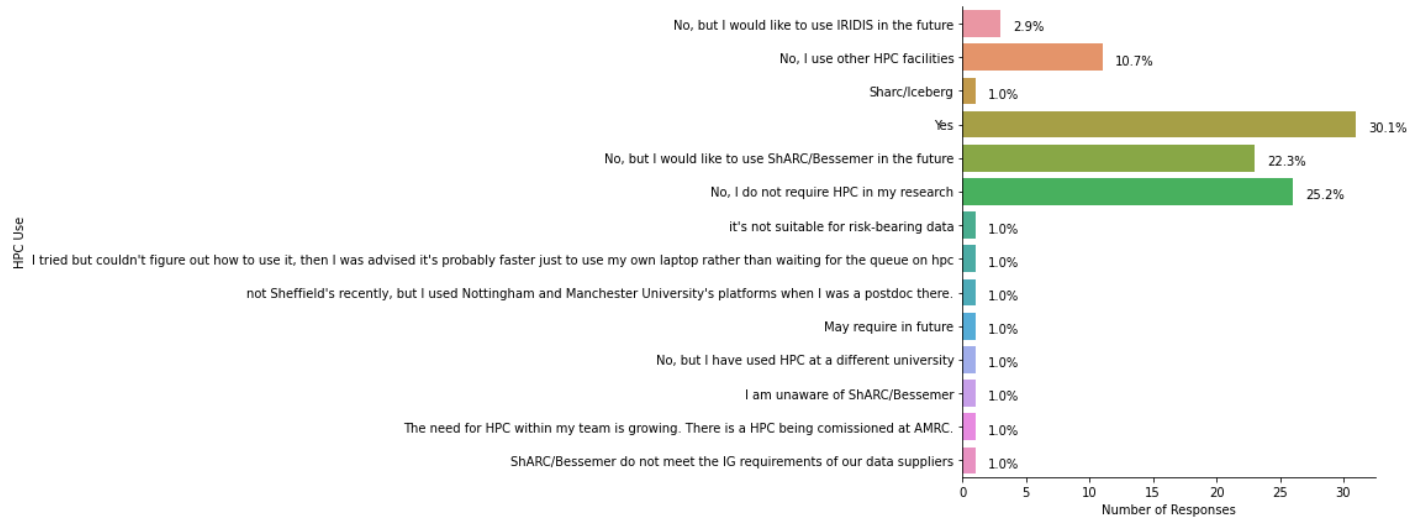 No, but I would like to use IRIDIS in the future 2.9%
No, I use other HPC facilities 10.7%
Sharc/Iceberg 1.0%
Yes 30.1%
No, but I would like to use ShARC/Bessemer in the future 22.3%
No, I do not require HPC in my research 25.2%
it's not suitable for risk-bearing data 1.0%
HPC Use
I tried but couldn't figure out how to use it, then I was advised it's probably faster just to use my own laptop rather than waiting for the queue on hpc 1.0%
not Sheffield's recently, but I used Nottingham and Manchester University's platforms when I was a postdoc there. 1.0%
May require in future 1.0%
No, but I have used HPC at a different university 1.0%
I am unaware of ShARC/Bessemer 1.0%
The need for HPC within my team is growing. There is a HPC being comissioned at AMRC. 1.0%
ShARC/Bessemer do not meet the IG requirements of our data suppliers 1.0%
0 5 10 15 20 25 30
Number of Responses